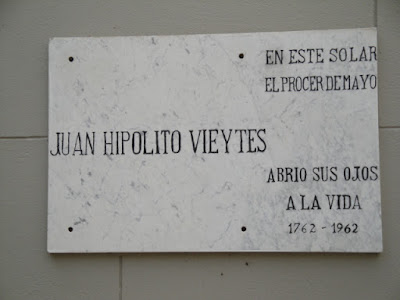 EN ESTE SOLAR
EL PROCER DE MAYO
JUAN HIPOLITO VIEYTES
ABRIO SUS OJOS
A LA VIDA
1762 - 1962